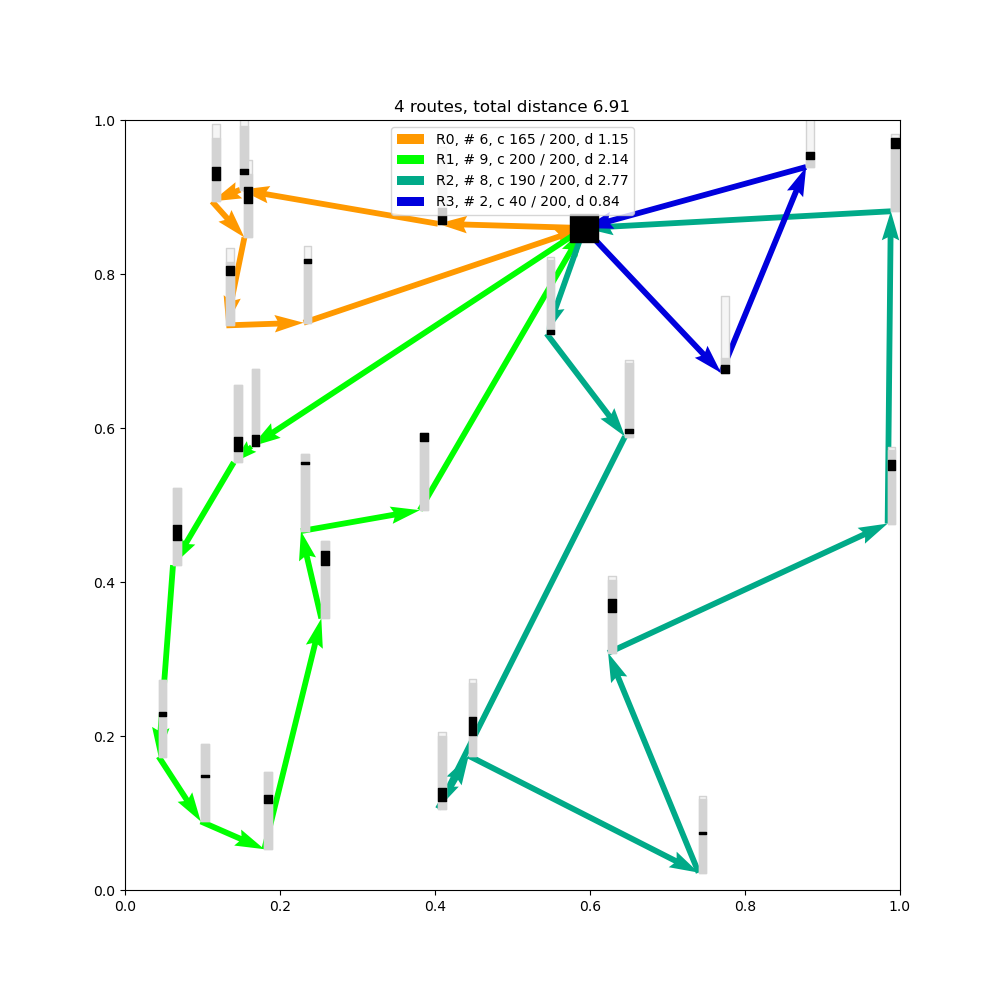 4 routes, total distance 6.91
R0, # 6, c 165 / 200, d 1.15
R1, # 9, c 200 / 200, d 2.14
R2, # 8, c 190 / 200, d 2.77
R3, # 2, c 40 / 200, d 0.84
1.0
0.8
0.6
0.4
0.2
0.0
0.0 0.2 0.4 0.6 0.8 1.0